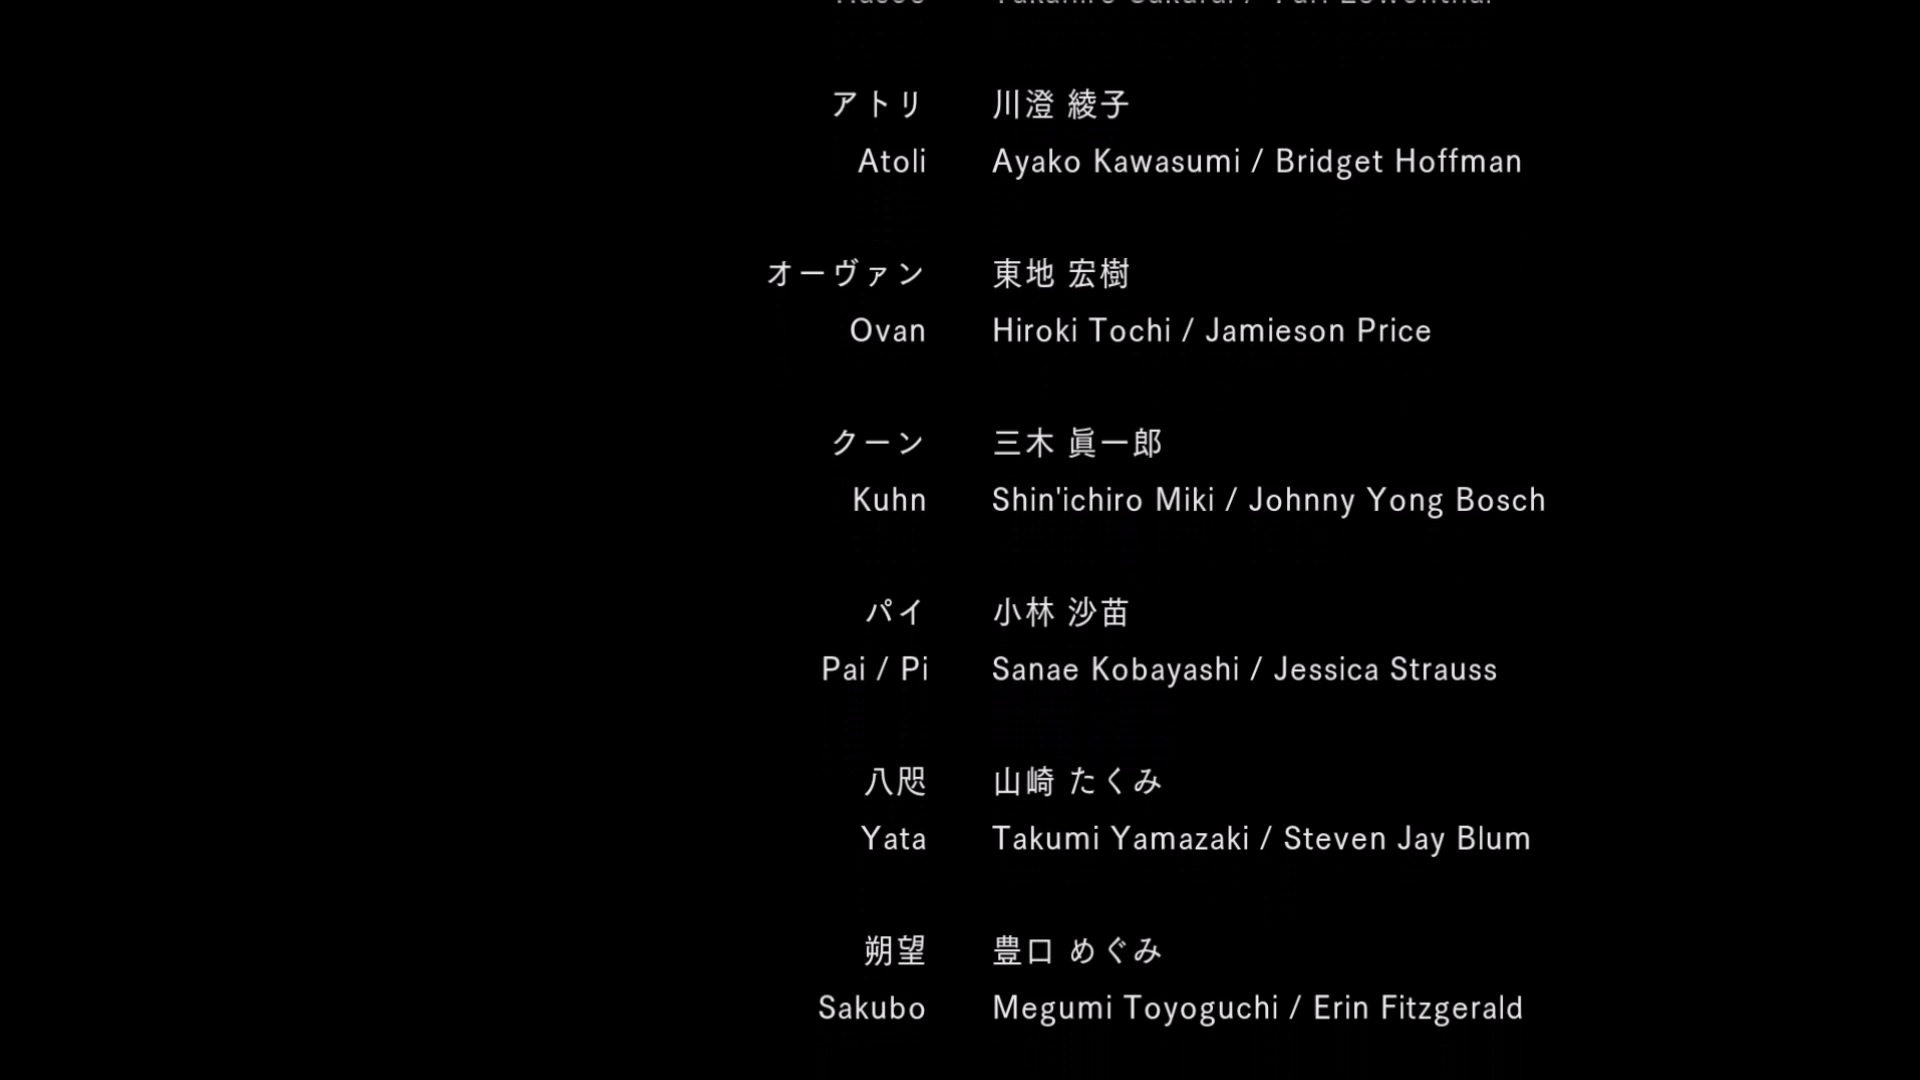 Takahiro Sakurai / Yuri Lowenthal
アトリ 川澄 綾子
Atoli Ayako Kawasumi / Bridget Hoffman
オーヴァン 東地 宏樹
Ovan Hiroki Tochi / Jamieson Price
クーン 三木 眞一郎
Kuhn Shin'ichiro Miki / Johnny Yong Bosch
パイ 小林 沙苗
Pai / Pi Sanae Kobayashi / Jessica Strauss
八咫 山崎 たくみ
Yata Takumi Yamazaki / Steven Jay Blum
朔望 豊口 めぐみ
Sakubo Megumi Toyoguchi / Erin Fitzgerald